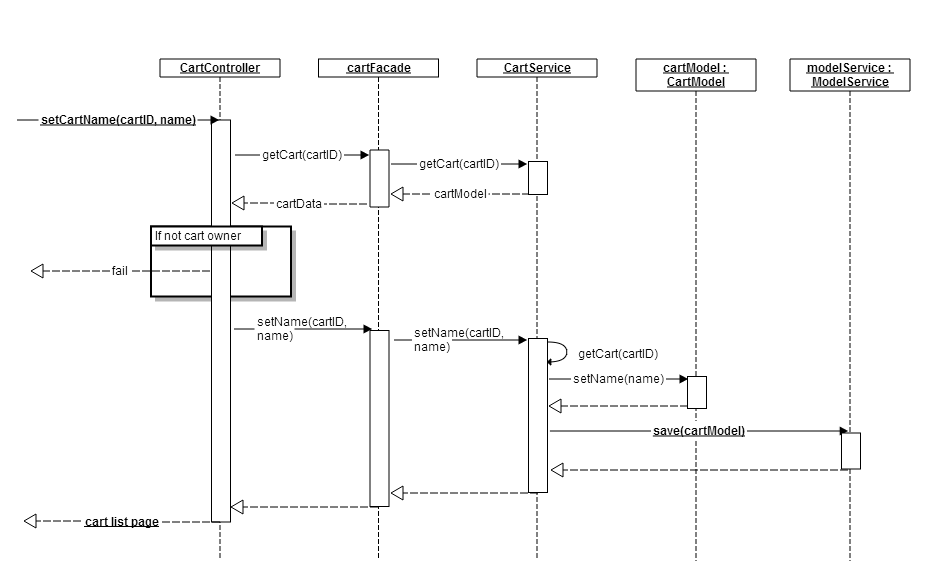 CartController
cartFacade
CartService
cartModel :
CartModel
modelService :
ModelService
setCartName(cartID, name)
getCart(cartID)
getCart(cartID)
cartModel
cartData
If not cart owner
fail
setName(cartID,
name)
setName(cartID,
name)
getCart(cartID)
setName(name)
save(cartModel)
cart list page